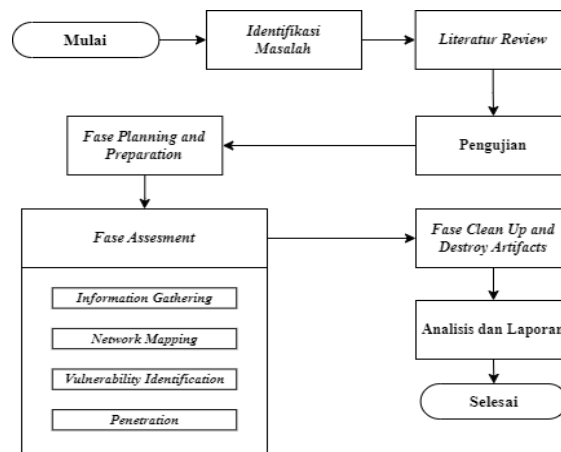 Mulai
Identifikasi
Masalah
Literatur Review
Pengujian
Fase Planning and
Preparation
Fase Assesment
Information Gathering
Network Mapping
Vulnerability Identification
Penetration
Fase Clean Up and
Destroy Artifacts
Analisis dan Laporan
Selesai